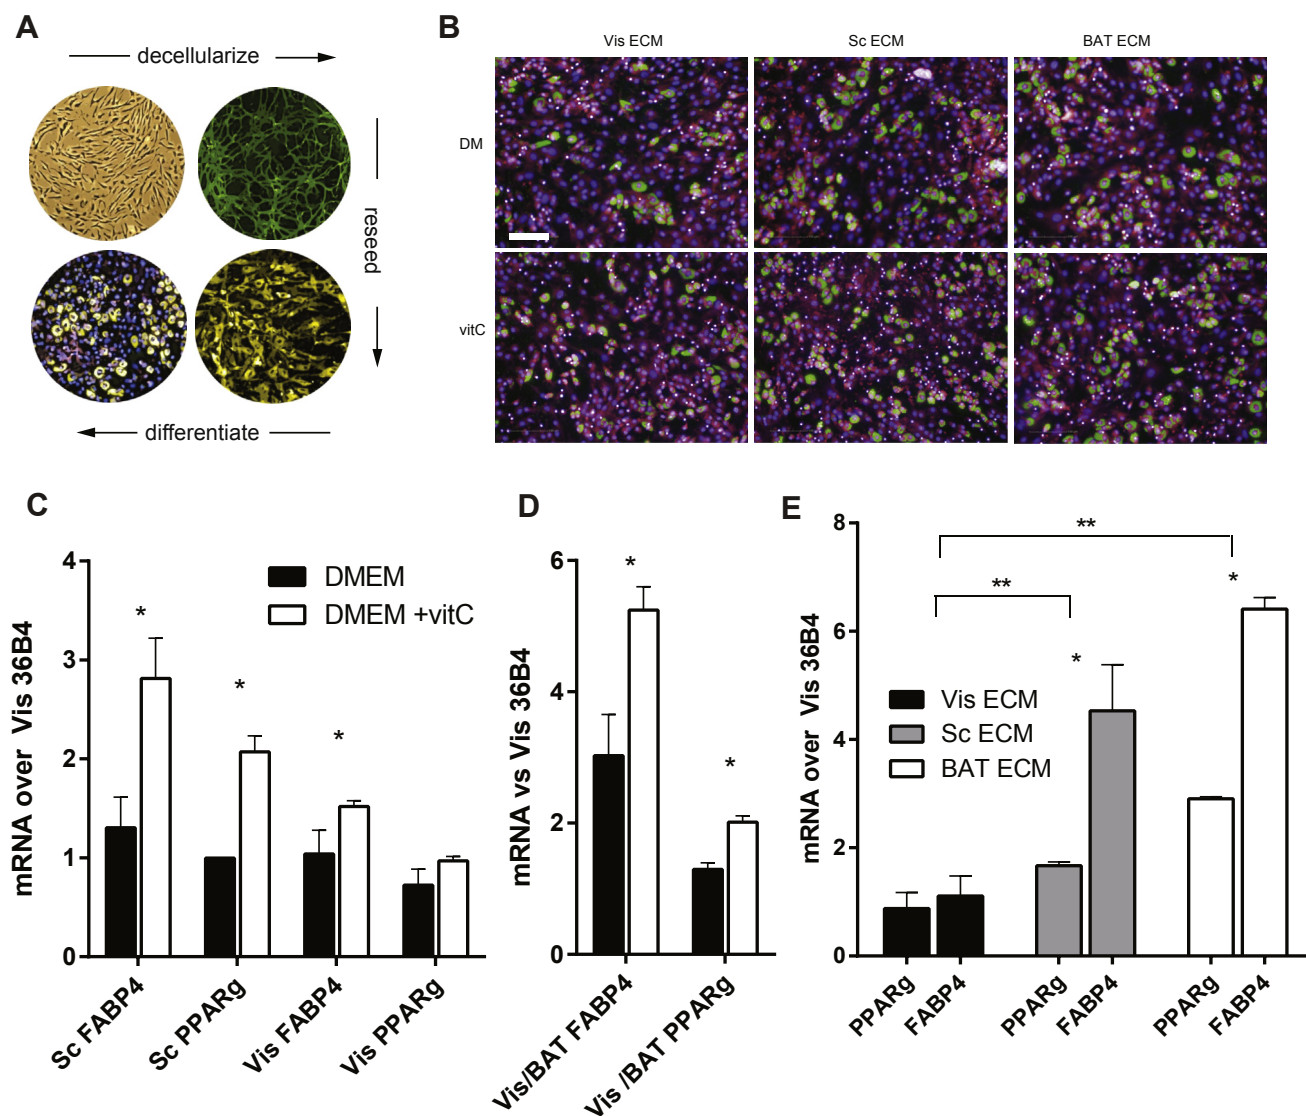 A
decellularize
reseed
differentiate
B
Vis ECM
Sc ECM
BAT ECM
DM
vitC
C
mRNA over Vis 36B4
4
3
2
1
0
DMEM
DMEM +vitC
*
*
*
Sc FABP4
Sc PPARg
Vis FABP4
Vis PPARg
D
mRNA vs Vis 36B4
6
4
2
0
*
*
Vis/BAT FABP4
Vis /BAT PPARg
E
mRNA over Vis 36B4
8
6
4
2
0
**
**
*
*
Vis ECM
Sc ECM
BAT ECM
PPARg
FABP4
PPARg
FABP4
PPARg
FABP4